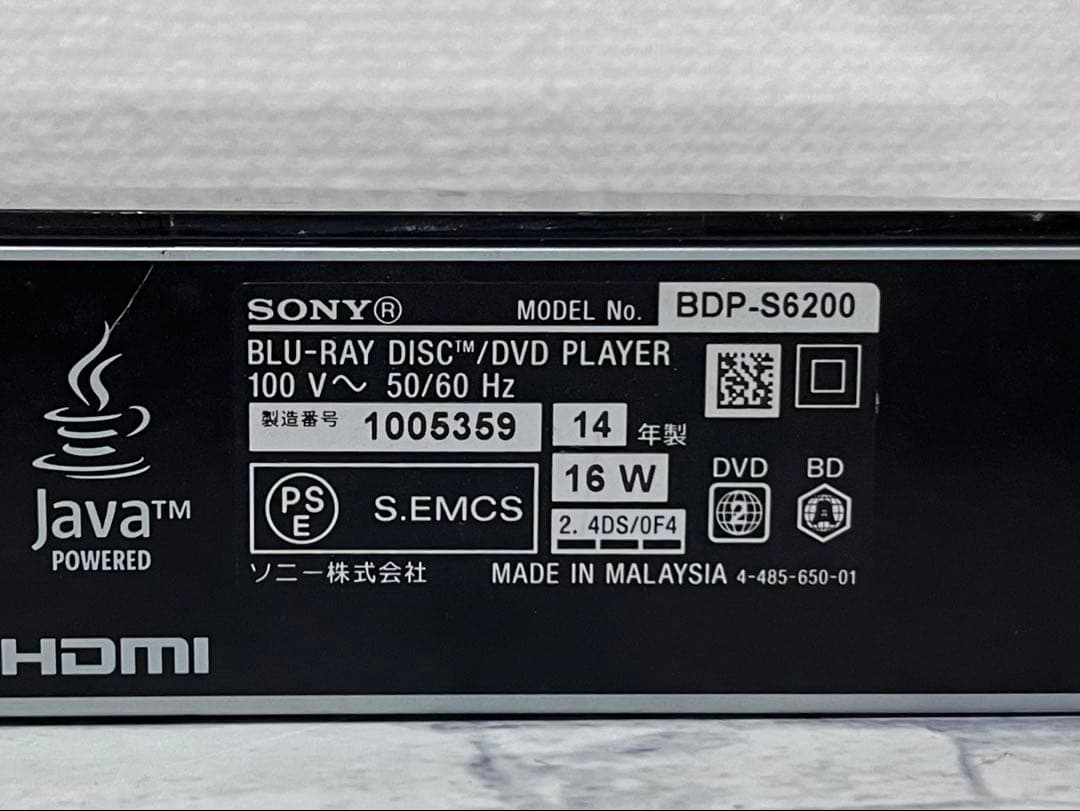 SONY® MODEL No. BDP-S6200
BLU-RAY DISC™/DVD PLAYER
100 V〜 50/60 Hz
製造番号 1005359 14 年製
PS
E
S.EMCS
16 W
2. 4DS/0F4
DVD
2
BD
A
ソニー株式会社 MADE IN MALAYSIA 4-485-650-01
Java™
POWERED
HDMI